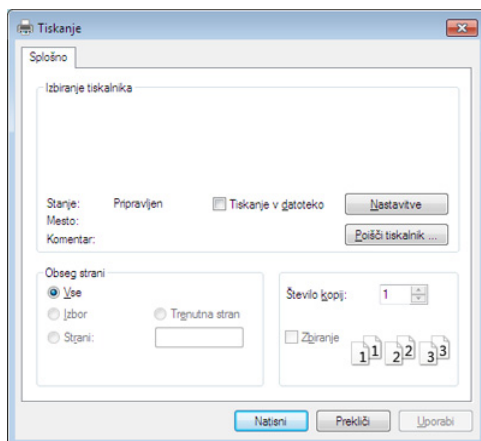 Tiskanje
Splošno
Izbiranje tiskalnika
Stanje: Pripravljen
Tiskanje v datoteko
Nastavitve
Mesto:
Komentar:
Poišči tiskalnik ...
Obseg strani
Vse
Izbor
Trenutna stran
Strani:
Število kopij: 1
Zbiranje
1 1 2 2 3 3
Natisni
Prekliči
Uporabi